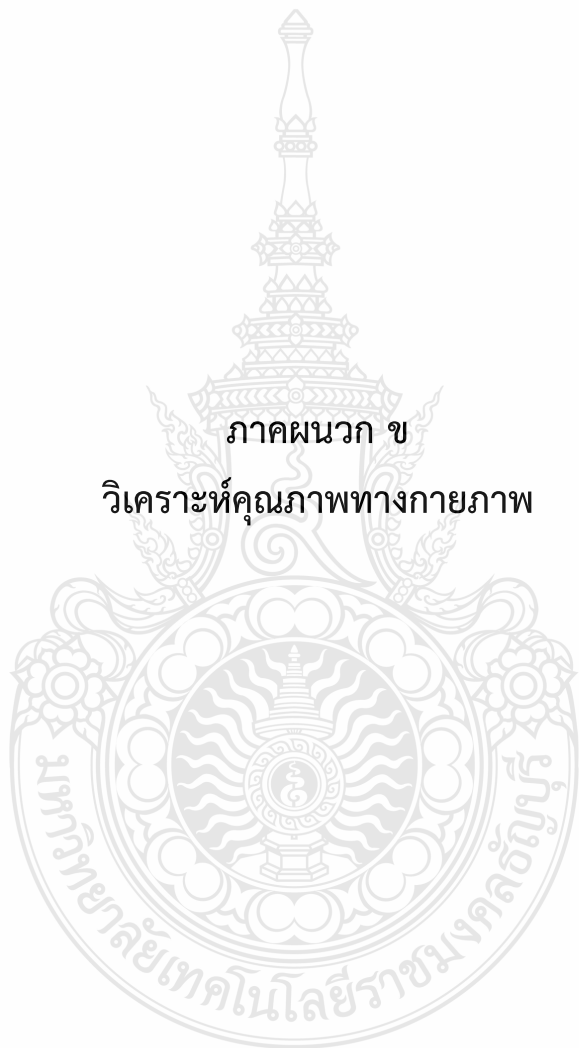 ภาคผนวก ข
วิเคราะห์คุณภาพทางกายภาพ
มหาวิทยาลัยเทคโนโลยีราชมงคลธัญบุรี